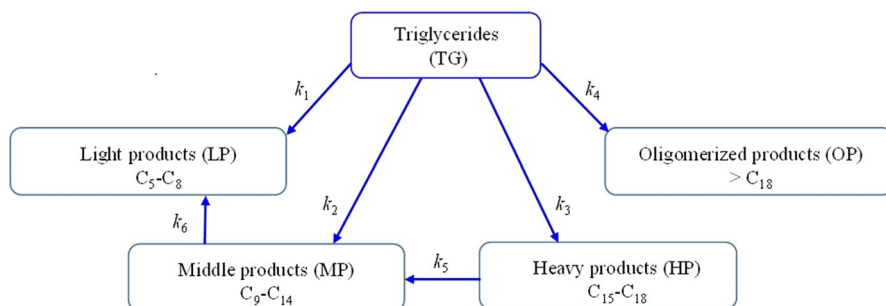 Triglycerides
(TG)
k₁
k₄
Light products (LP)
C₅-C₈
Oligomerized products (OP)
> C₁₈
k₂
k₃
k₆
Middle products (MP)
C₉-C₁₄
k₅
Heavy products (HP)
C₁₅-C₁₈